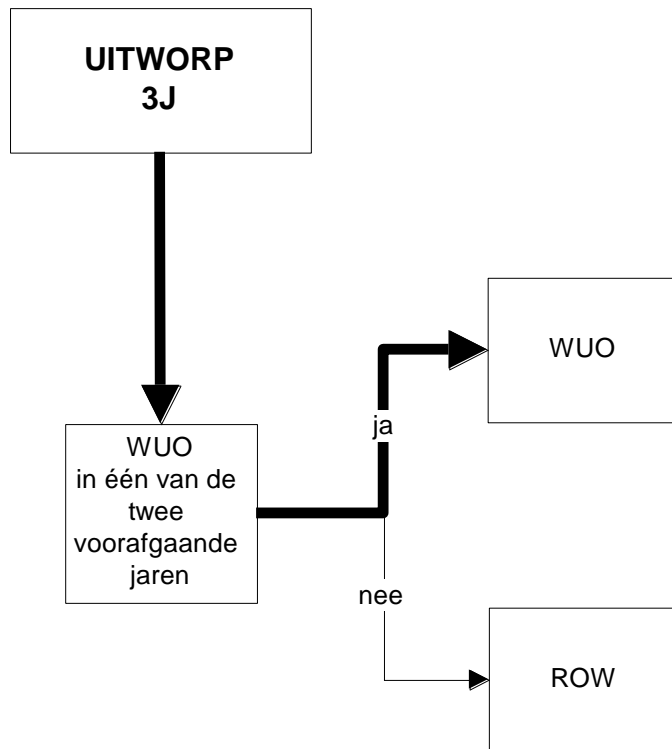 UITWORP
3J
WUO
ja
WUO
in één van de
twee
voorafgaande
jaren
nee
ROW